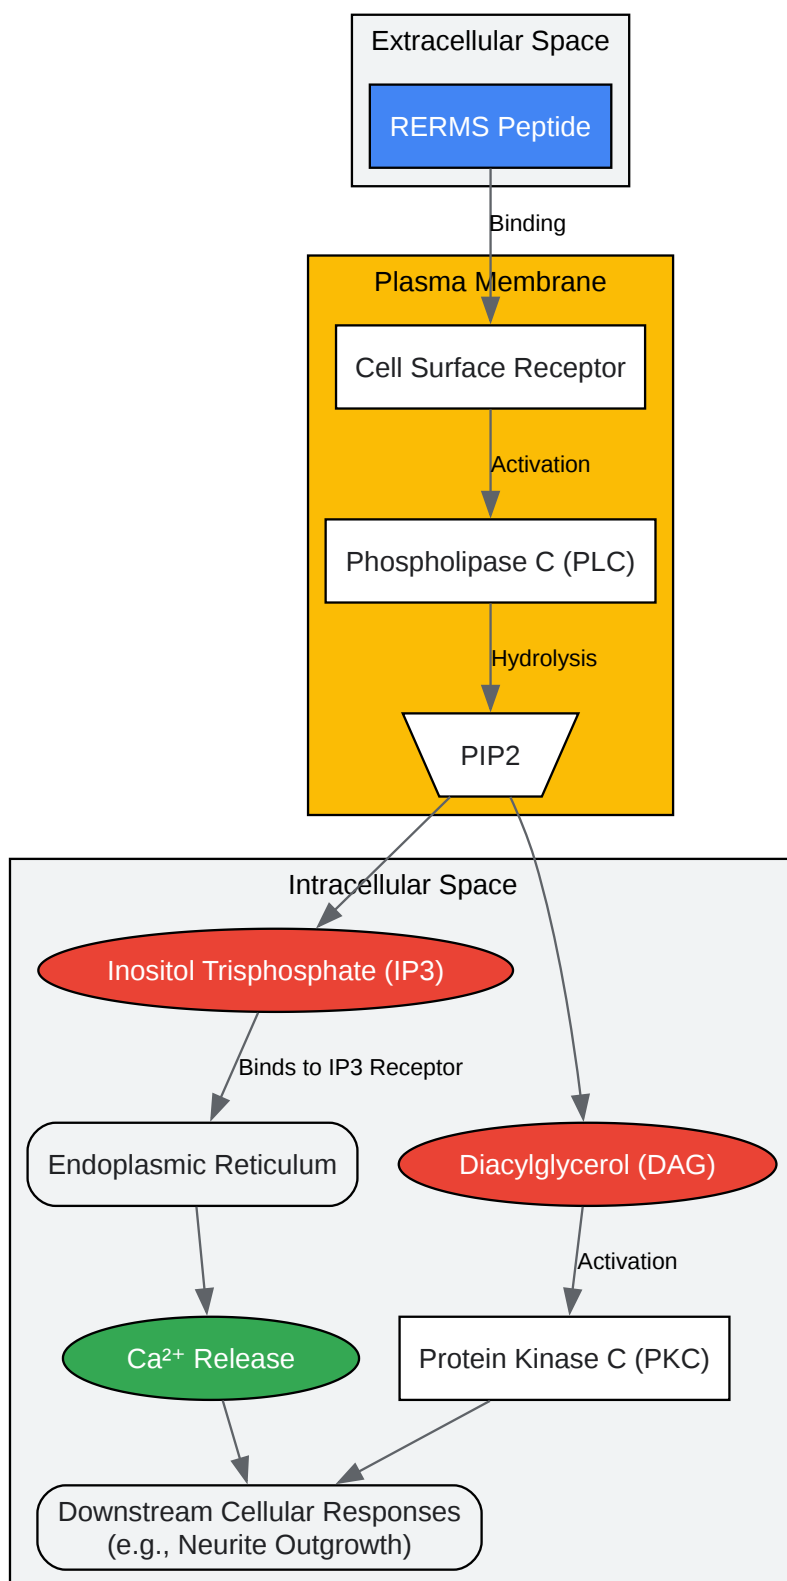 Extracellular Space
RERMS Peptide
Binding
Plasma Membrane
Cell Surface Receptor
Activation
Phospholipase C (PLC)
Hydrolysis
PIP2
Intracellular Space
Inositol Trisphosphate (IP3)
Binds to IP3 Receptor
Endoplasmic Reticulum
Diacylglycerol (DAG)
Activation
Ca²⁺ Release
Protein Kinase C (PKC)
Downstream Cellular Responses
(e.g., Neurite Outgrowth)